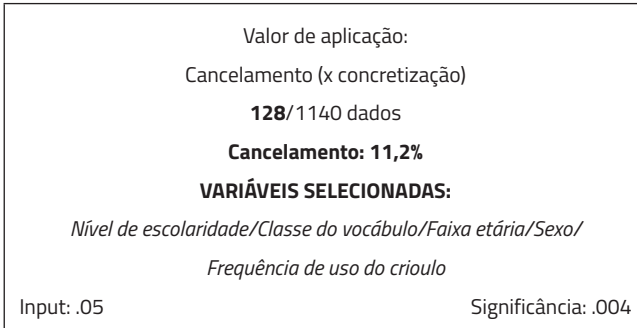 Valor de aplicação:
Cancelamento (x concretização)
128/1140 dados
Cancelamento: 11,2%
VARIÁVEIS SELECIONADAS:
Nível de escolaridade/Classe do vocábulo/Faixa etária/Sexo/
Frequência de uso do crioulo
Input: .05 Significância: .004